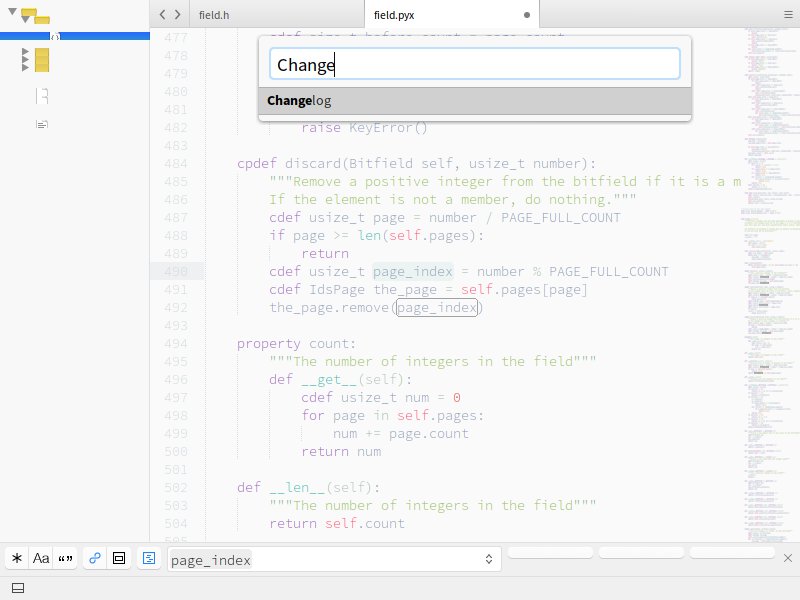 field.h
field.pyx
477
Change
478
479
480
Changelog
481
482 raise KeyError()
483
484 cpdef discard(Bitfield self, usize_t number):
485 """Remove a positive integer from the bitfield if it is a m
486 If the element is not a member, do nothing."""
487 cdef usize_t page = number / PAGE_FULL_COUNT
488 if page >= len(self.pages):
489 return
490 cdef usize_t page_index = number % PAGE_FULL_COUNT
491 cdef IdsPage the_page = self.pages[page]
492 the_page.remove(page_index)
493
494 property count:
495 """The number of integers in the field"""
496 def __get__(self):
497 cdef usize_t num = 0
498 for page in self.pages:
499 num += page.count
500 return num
501
502 def __len__(self):
503 """The number of integers in the field"""
504 return self.count
Aa
page_index